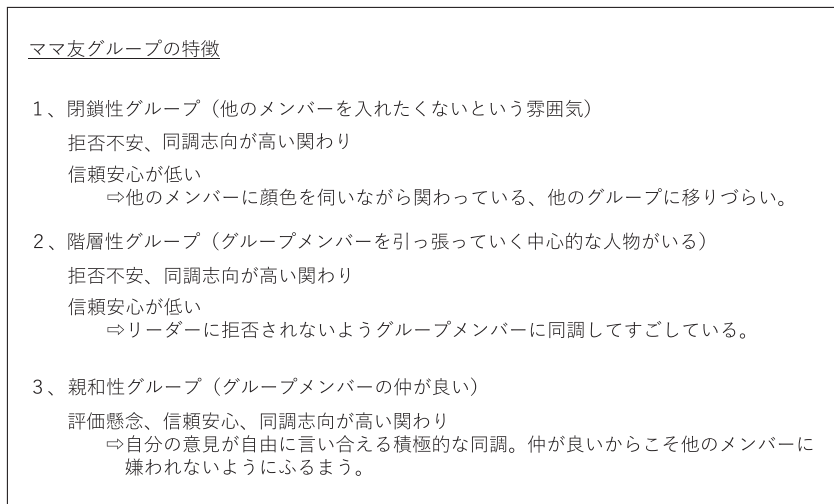 ママ友グループの特徴
１、閉鎖性グループ（他のメンバーを入れたくないという雰囲気）
拒否不安、同調志向が高い関わり
信頼安心が低い
⇨他のメンバーに顔色を伺いながら関わっている、他のグループに移りづらい。
２、階層性グループ（グループメンバーを引っ張っていく中心的な人物がいる）
拒否不安、同調志向が高い関わり
信頼安心が低い
⇨リーダーに拒否されないようグループメンバーに同調してすごしている。
３、親和性グループ（グループメンバーの仲が良い）
評価懸念、信頼安心、同調志向が高い関わり
⇨自分の意見が自由に言い合える積極的な同調。仲が良いからこそ他のメンバーに
嫌われないようにふるまう。